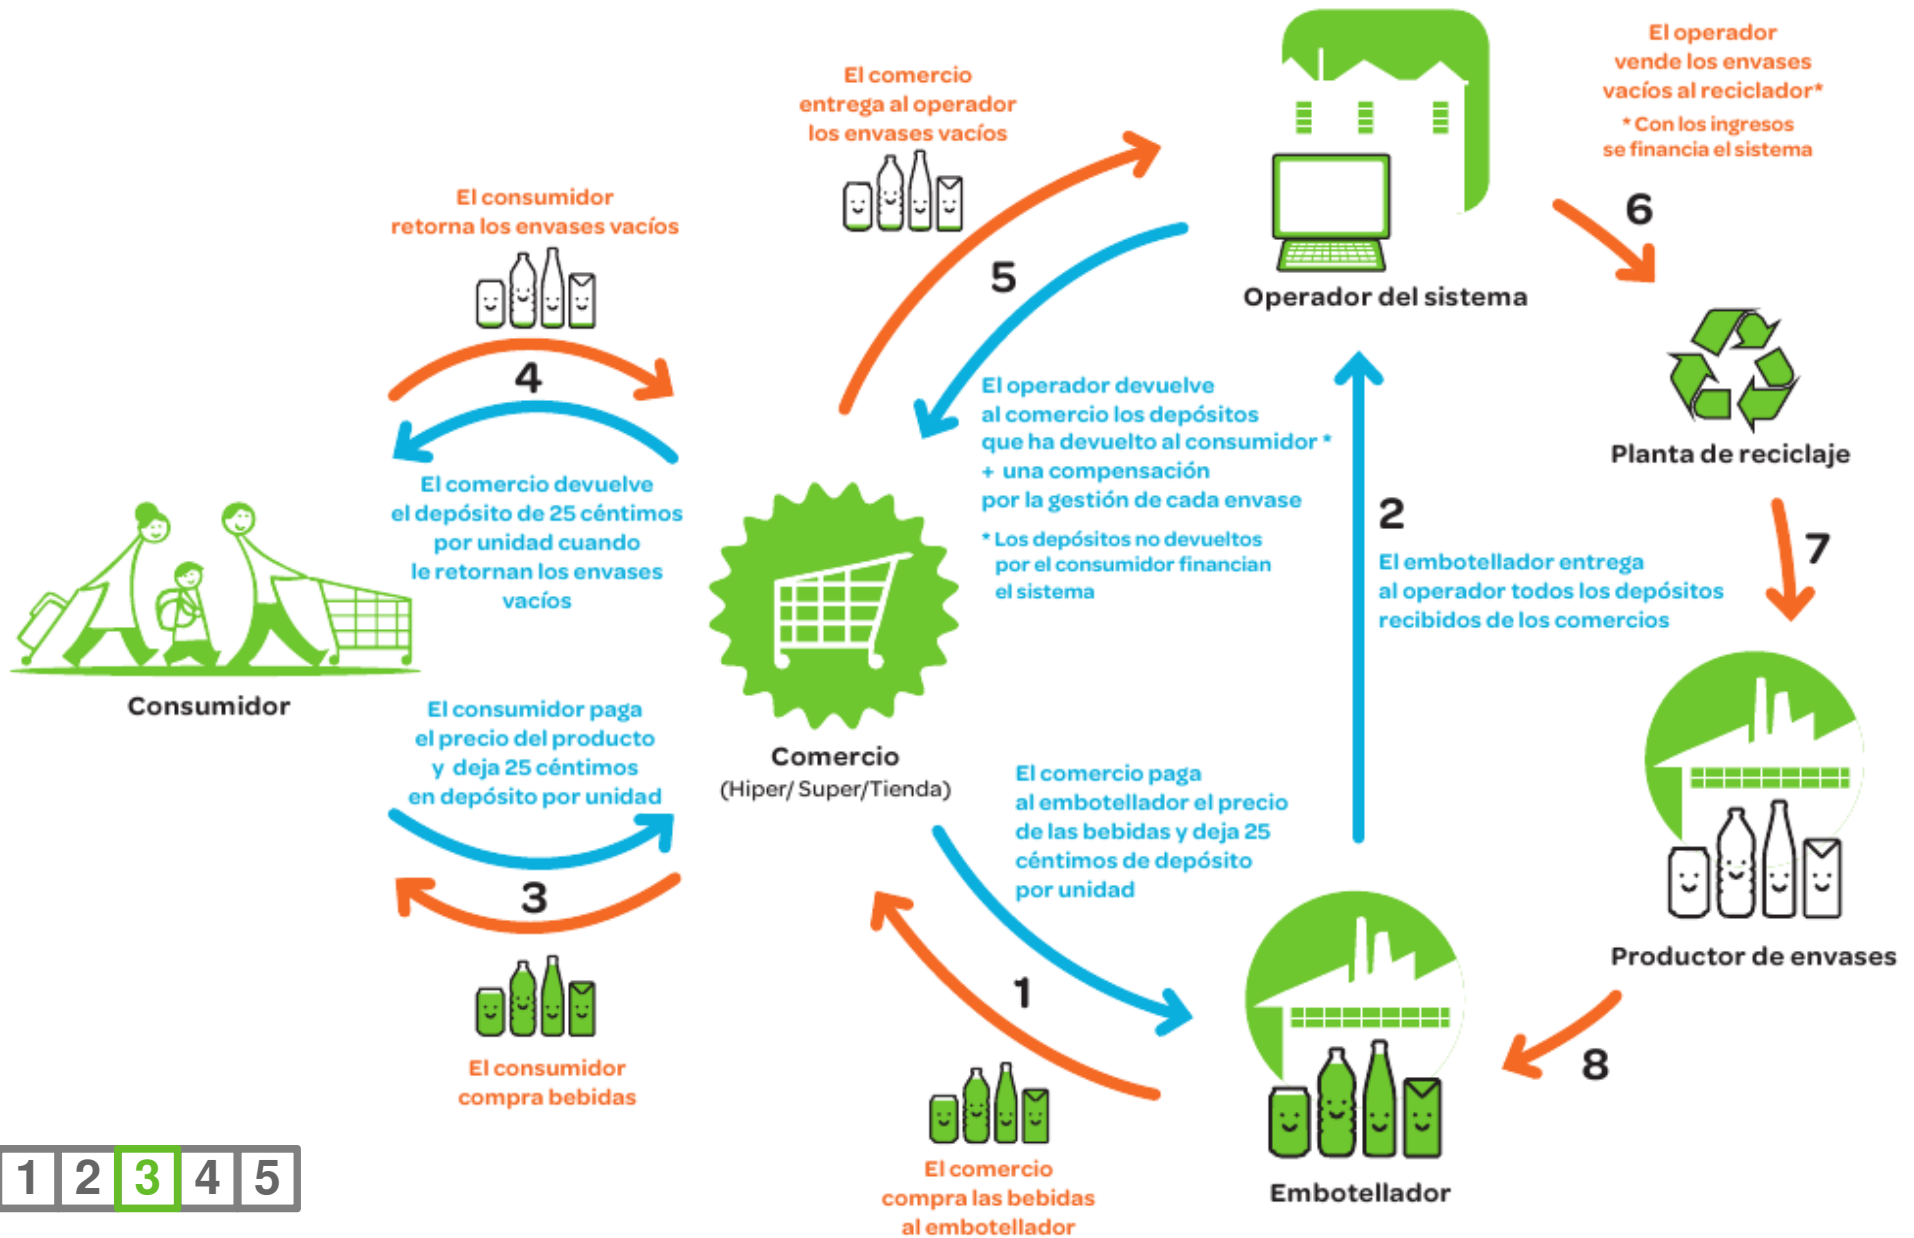 El comercio
entrega al operador
los envases vacíos
El operador
vende los envases
vacíos al reciclador*
* Con los ingresos
se financia el sistema
6
El consumidor
retorna los envases vacíos
4
5
Operador del sistema
El operador devuelve
al comercio los depósitos
que ha devuelto al consumidor *
+ una compensación
por la gestión de cada envase
* Los depósitos no devueltos
por el consumidor financian
el sistema
Planta de reciclaje
El comercio devuelve
el depósito de 25 céntimos
por unidad cuando
le retornan los envases
vacíos
2
El embotellador entrega
al operador todos los depósitos
recibidos de los comercios
7
Consumidor
El consumidor paga
el precio del producto
y deja 25 céntimos
en depósito por unidad
Comercio
(Hiper/ Super/Tienda)
El comercio paga
al embotellador el precio
de las bebidas y deja 25
céntimos de depósito
por unidad
3
El consumidor
compra bebidas
1
Productor de envases
8
El comercio
compra las bebidas
al embotellador
Embotellador
1 2 3 4 5